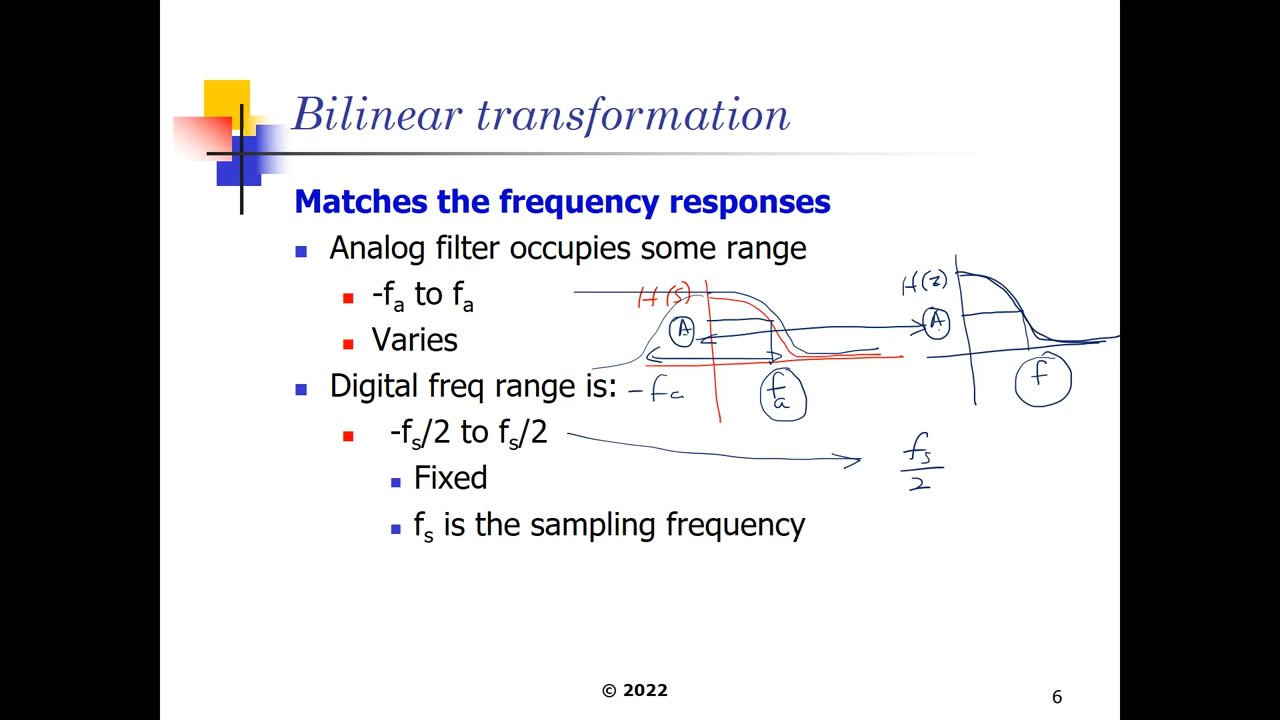 Bilinear transformation
Matches the frequency responses
Analog filter occupies some range
-fa to fa
Varies
Digital freq range is:
-fs/2 to fs/2
Fixed
fs is the sampling frequency
H(s)
A
-fa
fa
H(z)
A
f
fs
2
© 2022
6